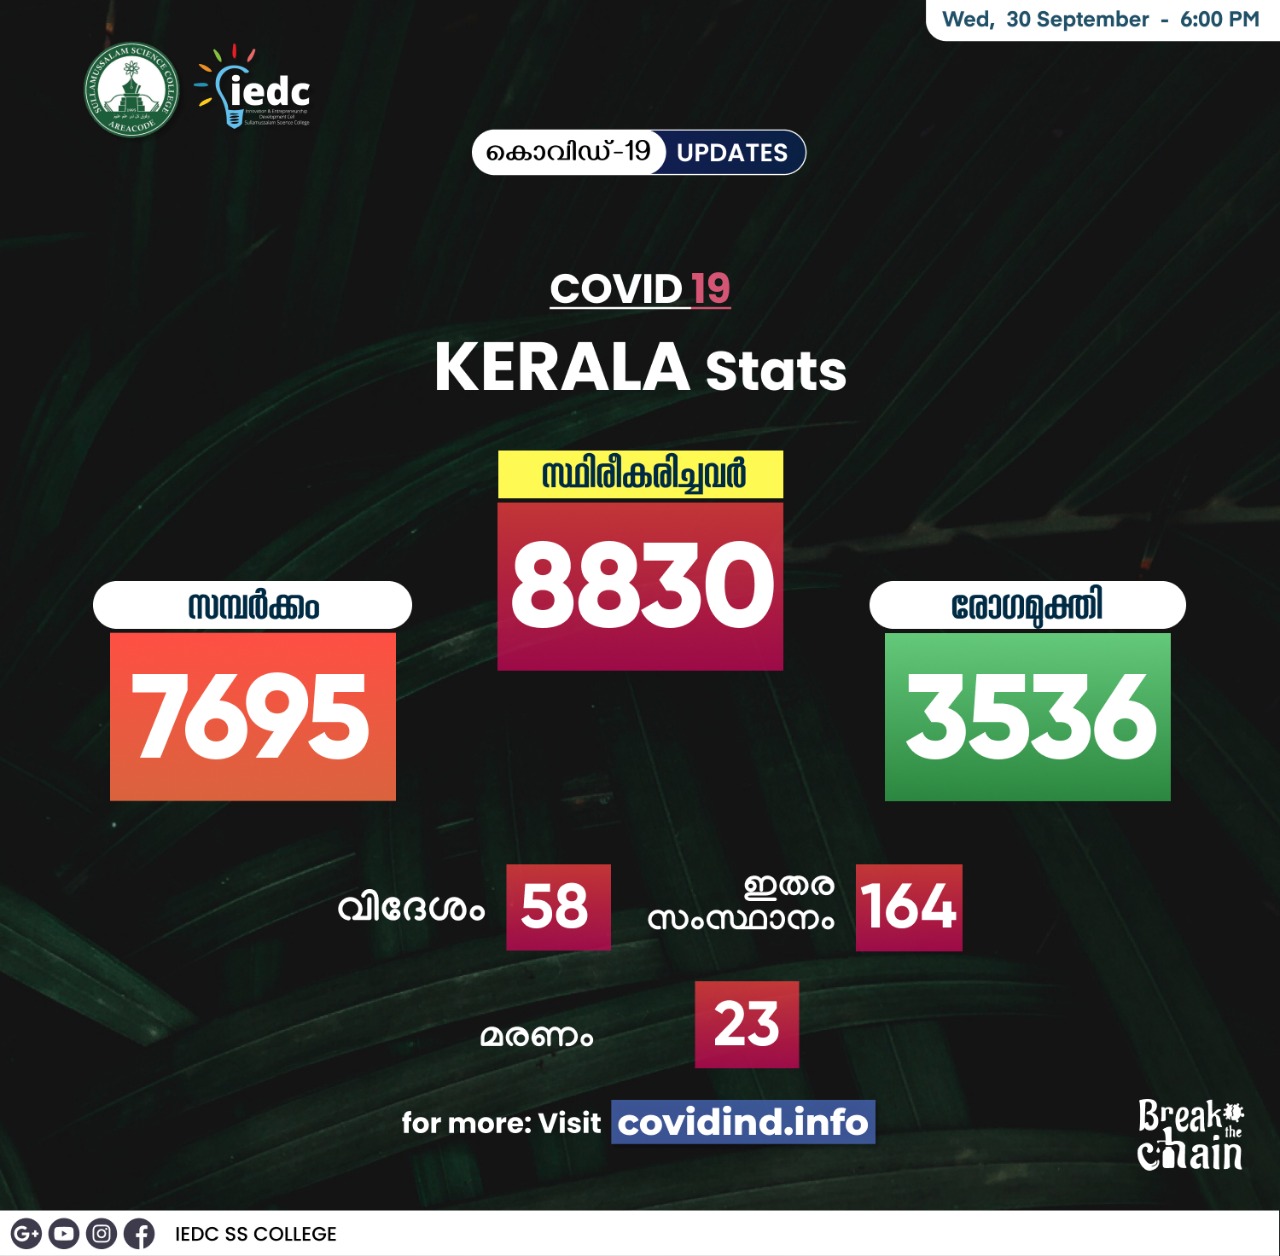 Wed, 30 September - 6:00 PM
SULLAMUSSALAM SCIENCE COLLEGE
AREACODE
iedc
Innovation & Entrepreneurship
Development Cell
Sullamussalam Science College
കൊവിഡ്-19 UPDATES
COVID 19
KERALA Stats
സ്ഥിരീകരിച്ചവർ
8830
സമ്പർക്കം
7695
രോഗമുക്തി
3536
വിദേശം 58
ഇതര
സംസ്ഥാനം 164
മരണം 23
for more: Visit covidind.info
Break
the
chain
G+ IEDC SS COLLEGE